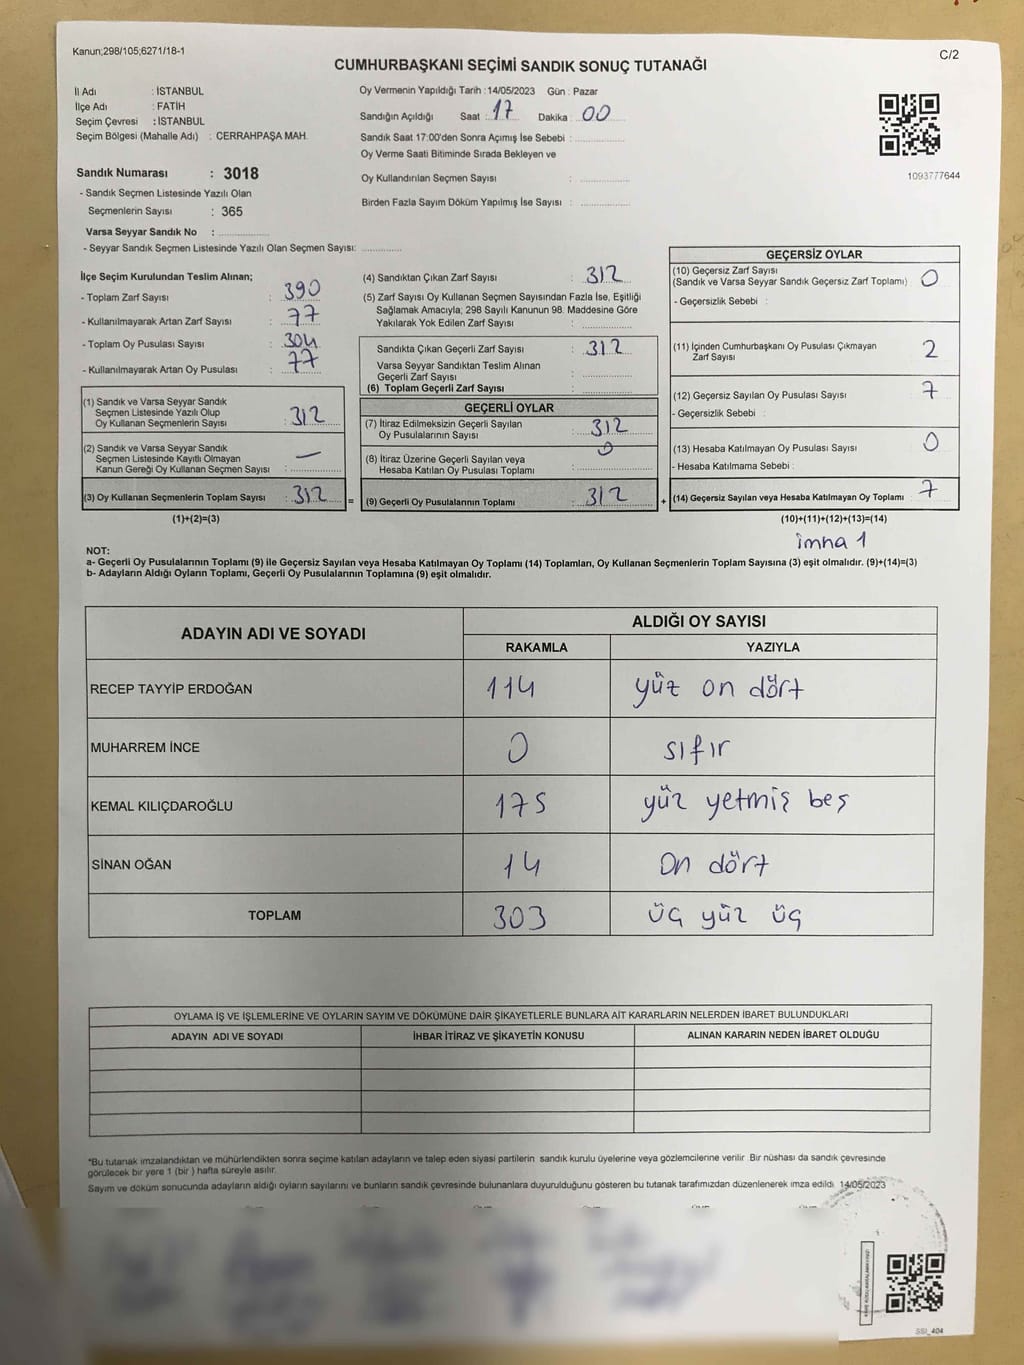 Kanun;298/105;6271/18-1
C/2
CUMHURBAŞKANI SEÇİMİ SANDIK SONUÇ TUTANAĞI
İl Adı : İSTANBUL
İlçe Adı : FATİH
Seçim Çevresi : İSTANBUL
Seçim Bölgesi (Mahalle Adı) : CERRAHPAŞA MAH.
Sandık Numarası : 3018
- Sandık Seçmen Listesinde Yazılı Olan
Seçmenlerin Sayısı : 365
Varsa Seyyar Sandık No :
- Seyyar Sandık Seçmen Listesinde Yazılı Olan Seçmen Sayısı:
Oy Vermenin Yapıldığı Tarih : 14/05/2023 Gün : Pazar
Sandığın Açıldığı Saat : 17 Dakika : 00
Sandık Saat 17:00'den Sonra Açımış İse Sebebi :
Oy Verme Saati Bitiminde Sırada Bekleyen ve
Oy Kullandırılan Seçmen Sayısı :
Birden Fazla Sayım Döküm Yapılmış İse Sayısı :
1093777644
İlçe Seçim Kurulundan Teslim Alınan;
- Toplam Zarf Sayısı : 390
- Kullanılmayarak Artan Zarf Sayısı : 77
- Toplam Oy Pusulası Sayısı : 304
- Kullanılmayarak Artan Oy Pusulası : 77
(1) Sandık ve Varsa Seyyar Sandık
Seçmen Listesinde Yazılı Olup
Oy Kullanan Seçmenlerin Sayısı : 312
(2) Sandık ve Varsa Seyyar Sandık
Seçmen Listesinde Kayıtlı Olmayan
Kanun Gereği Oy Kullanan Seçmen Sayısı : —
(3) Oy Kullanan Seçmenlerin Toplam Sayısı : 312 =
(1)+(2)=(3)
(4) Sandıktan Çıkan Zarf Sayısı : 312
(5) Zarf Sayısı Oy Kullanan Seçmen Sayısından Fazla İse, Eşitliği
Sağlamak Amacıyla; 298 Sayılı Kanunun 98. Maddesine Göre
Yakılarak Yok Edilen Zarf Sayısı :
Sandıkta Çıkan Geçerli Zarf Sayısı : 312
Varsa Seyyar Sandıktan Teslim Alınan
Geçerli Zarf Sayısı :
(6) Toplam Geçerli Zarf Sayısı :
GEÇERLİ OYLAR
(7) İtiraz Edilmeksizin Geçerli Sayılan
Oy Pusulalarının Sayısı : 312
(8) İtiraz Üzerine Geçerli Sayılan veya
Hesaba Katılan Oy Pusulası Toplamı : 0
(9) Geçerli Oy Pusulalarının Toplamı : 312 +
GEÇERSİZ OYLAR
(10) Geçersiz Zarf Sayısı
(Sandık ve Varsa Seyyar Sandık Geçersiz Zarf Toplamı) : 0
- Geçersizlik Sebebi :
(11) İçinden Cumhurbaşkanı Oy Pusulası Çıkmayan
Zarf Sayısı : 2
(12) Geçersiz Sayılan Oy Pusulası Sayısı : 7
- Geçersizlik Sebebi :
(13) Hesaba Katılmayan Oy Pusulası Sayısı : 0
- Hesaba Katılmama Sebebi :
(14) Geçersiz Sayılan veya Hesaba Katılmayan Oy Toplamı : 7
(10)+(11)+(12)+(13)=(14)
imha 1
NOT:
a- Geçerli Oy Pusulalarının Toplamı (9) ile Geçersiz Sayılan veya Hesaba Katılmayan Oy Toplamı (14) Toplamları, Oy Kullanan Seçmenlerin Toplam Sayısına (3) eşit olmalıdır. (9)+(14)=(3)
b- Adayların Aldığı Oyların Toplamı, Geçerli Oy Pusulalarının Toplamına (9) eşit olmalıdır.
ADAYIN ADI VE SOYADI
ALDIĞI OY SAYISI
RAKAMLA YAZIYLA
RECEP TAYYİP ERDOĞAN 114 yüz on dört
MUHARREM İNCE 0 sıfır
KEMAL KILIÇDAROĞLU 175 yüz yetmiş beş
SİNAN OĞAN 14 On dört
TOPLAM 303 üç yüz üç
OYLAMA İŞ VE İŞLEMLERİNE VE OYLARIN SAYIM VE DÖKÜMÜNE DAİR ŞİKAYETLERLE BUNLARA AİT KARARLARIN NELERDEN İBARET BULUNDUKLARI
ADAYIN ADI VE SOYADI İHBAR İTİRAZ VE ŞİKAYETİN KONUSU ALINAN KARARIN NEDEN İBARET OLDUĞU
*Bu tutanak imzalandıktan ve mühürlendikten sonra seçime katılan adayların ve talep eden siyasi partilerin sandık kurulu üyelerine veya gözlemcilerine verilir. Bir nüshası da sandık çevresinde
görülecek bir yere 1 (bir ) hafta süreyle asılır.
Sayım ve döküm sonucunda adayların aldığı oyların sayılarını ve bunların sandık çevresinde bulunanlara duyurulduğunu gösteren bu tutanak tarafımızdan düzenlenerek imza edildi. 14/05/2023
SSI_404